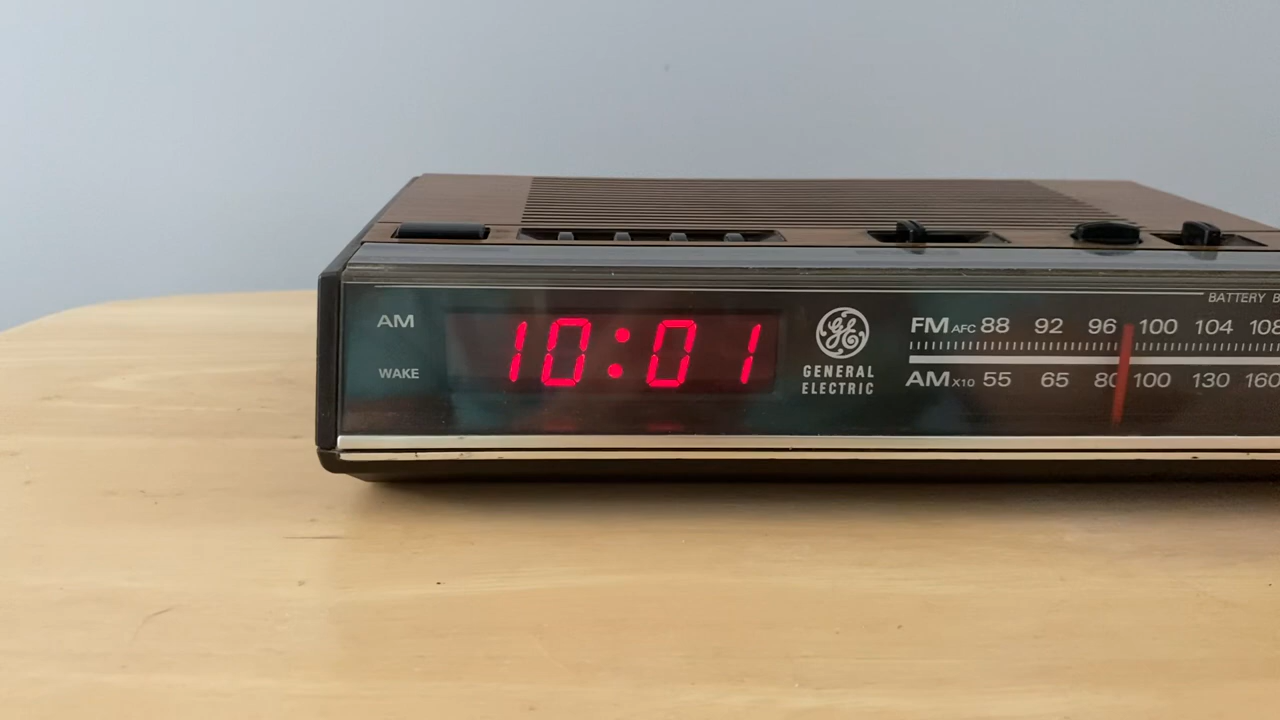 BATTERY B
AM
WAKE
10:01
GE
GENERAL
ELECTRIC
FM AFC 88 92 96 100 104 108
AM X10 55 65 80 100 130 160